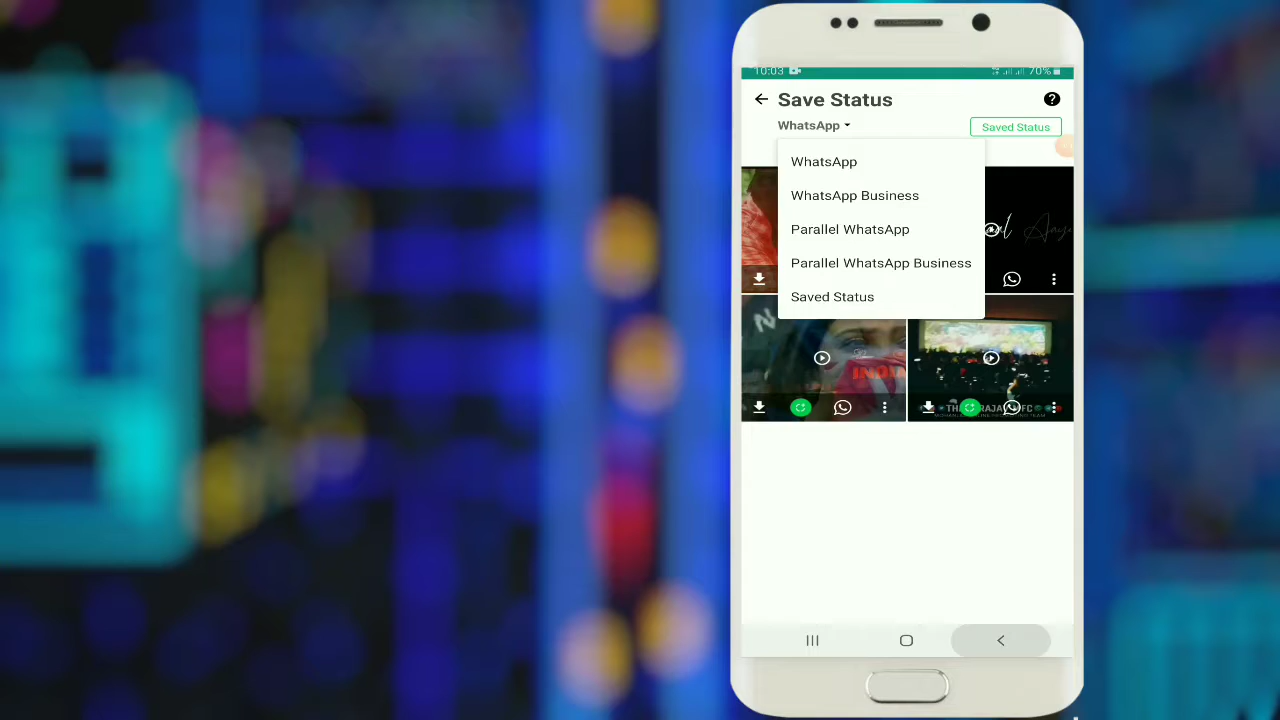 10:03 70%
Save Status
WhatsApp
Saved Status
WhatsApp
WhatsApp Business
Parallel WhatsApp
Parallel WhatsApp Business
Saved Status